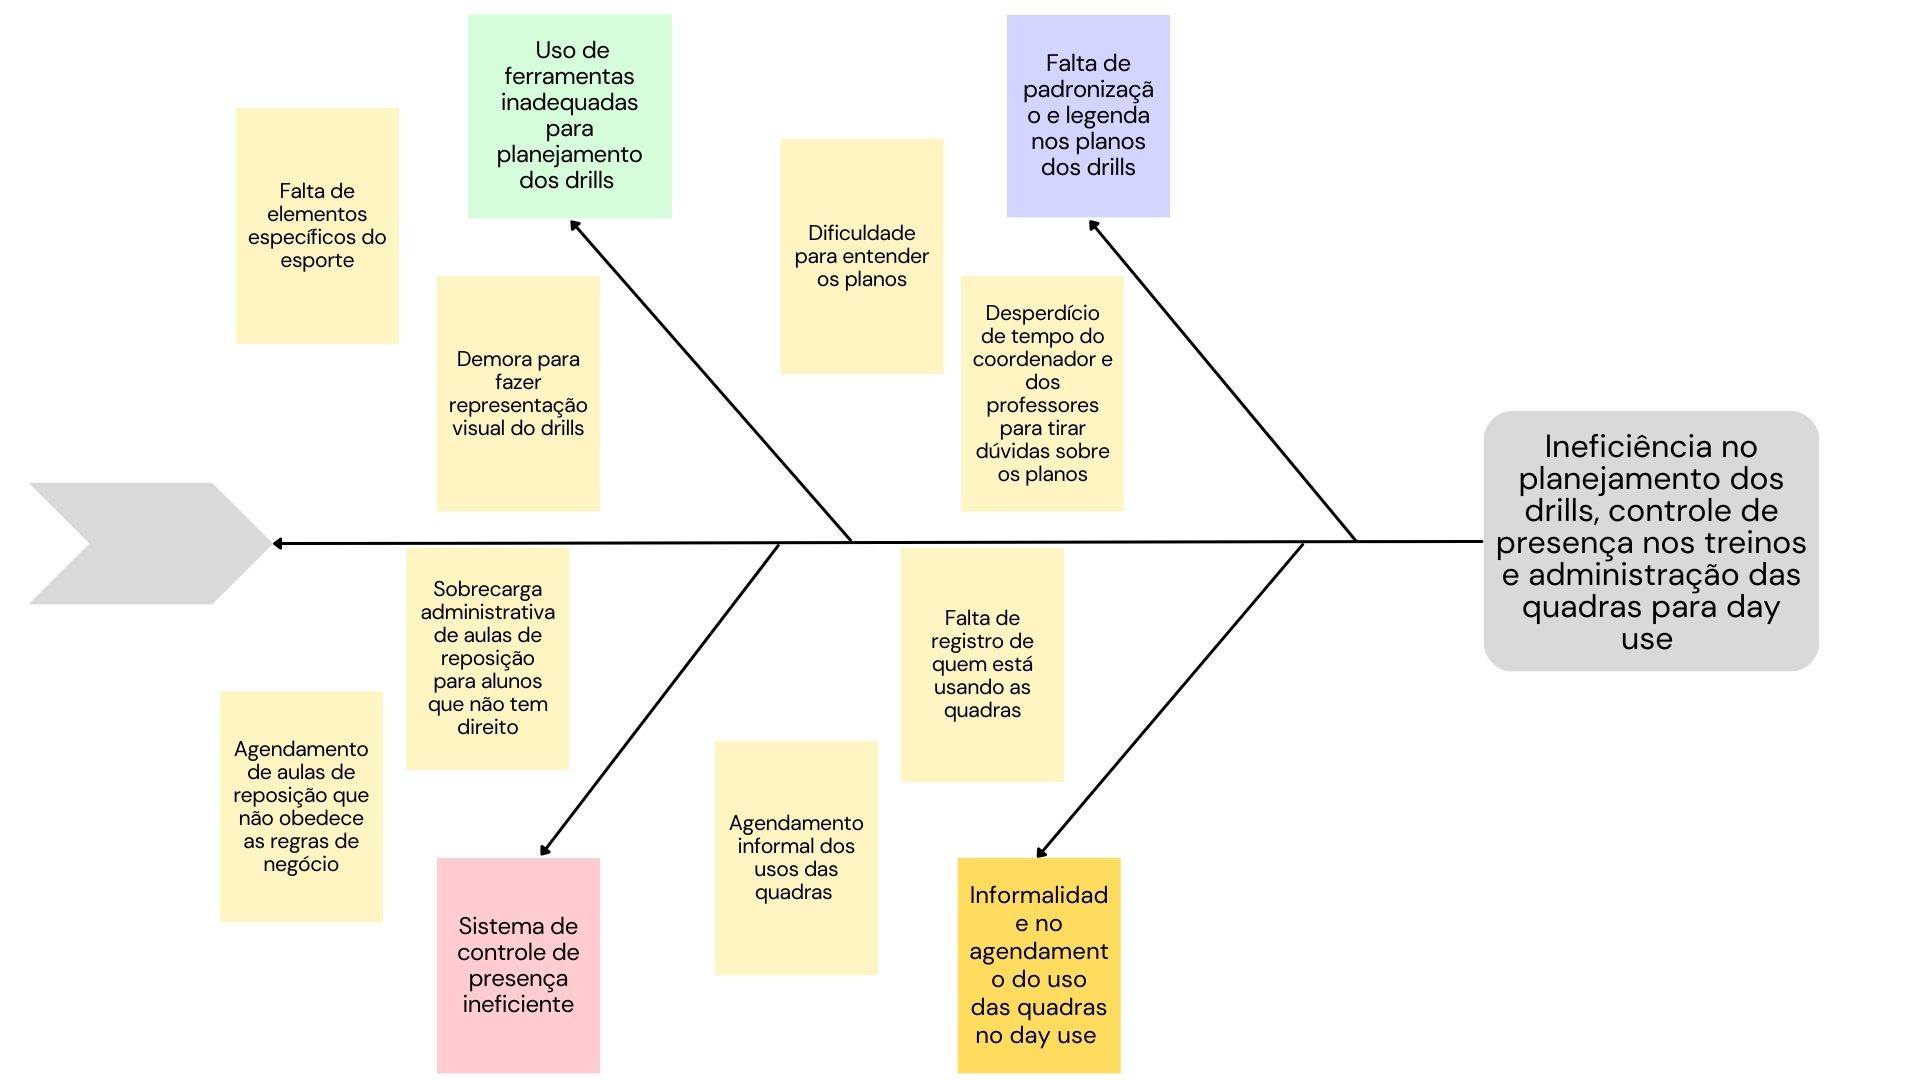 Uso de
ferramentas
inadequadas
para
planejamento
dos drills
Falta de
padronizaçã
o e legenda
nos planos
dos drills
Falta de
elementos
específicos do
esporte
Dificuldade
para entender
os planos
Demora para
fazer
representação
visual do drills
Desperdício
de tempo do
coordenador e
dos
professores
para tirar
dúvidas sobre
os planos
Ineficiência no
planejamento dos
drills, controle de
presença nos treinos
e administração das
quadras para day
use
Sobrecarga
administrativa
de aulas de
reposição
para alunos
que não tem
direito
Falta de
registro de
quem está
usando as
quadras
Agendamento
de aulas de
reposição que
não obedece
as regras de
negócio
Agendamento
informal dos
usos das
quadras
Sistema de
controle de
presença
ineficiente
Informalidad
e no
agendament
o do uso
das quadras
no day use